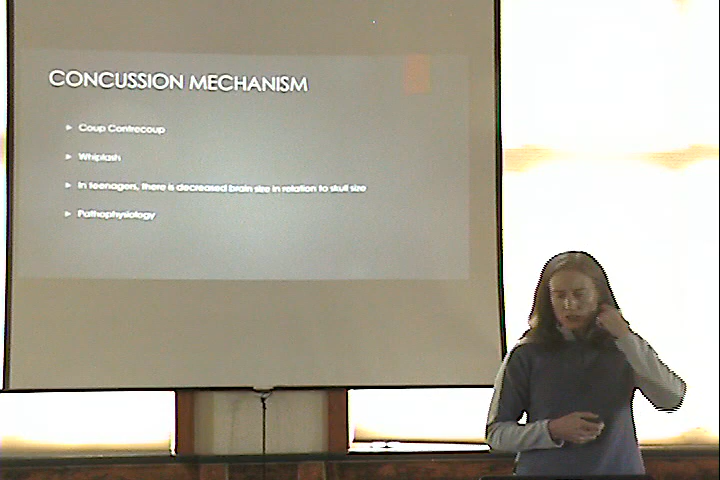 CONCUSSION MECHANISM
Coup Contrecoup
Whiplash
In teenagers, there is decreased brain size in relation to skull size
Pathophysiology